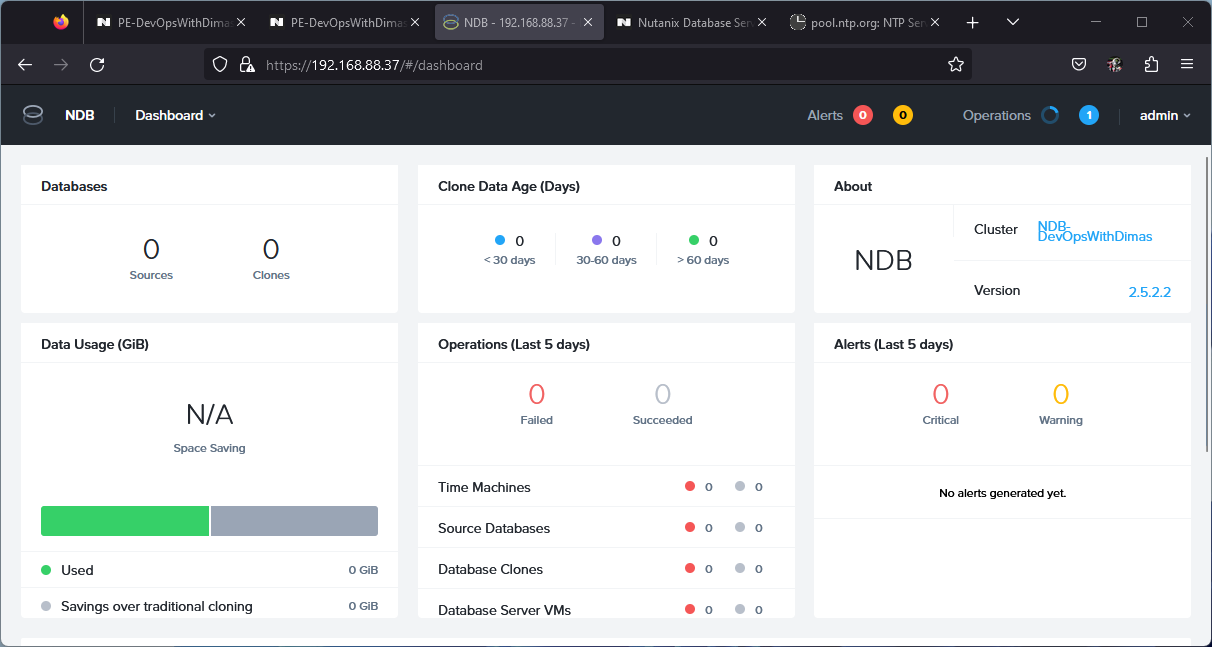 PE-DevOpsWithDimas
PE-DevOpsWithDimas
NDB - 192.168.88.37 -
Nutanix Database Serv
pool.ntp.org: NTP Serv
https://192.168.88.37/#/dashboard
NDB
Dashboard
Alerts 0 0
Operations 1
admin
Databases
0 0
Sources Clones
Clone Data Age (Days)
0 0 0
< 30 days 30-60 days > 60 days
About
NDB
Cluster NDB-
DevOpsWithDimas
Version 2.5.2.2
Data Usage (GiB)
N/A
Space Saving
Used 0 GiB
Savings over traditional cloning 0 GiB
Operations (Last 5 days)
0 0
Failed Succeeded
Time Machines 0 0
Source Databases 0 0
Database Clones 0 0
Database Server VMs 0 0
Alerts (Last 5 days)
0 0
Critical Warning
No alerts generated yet.